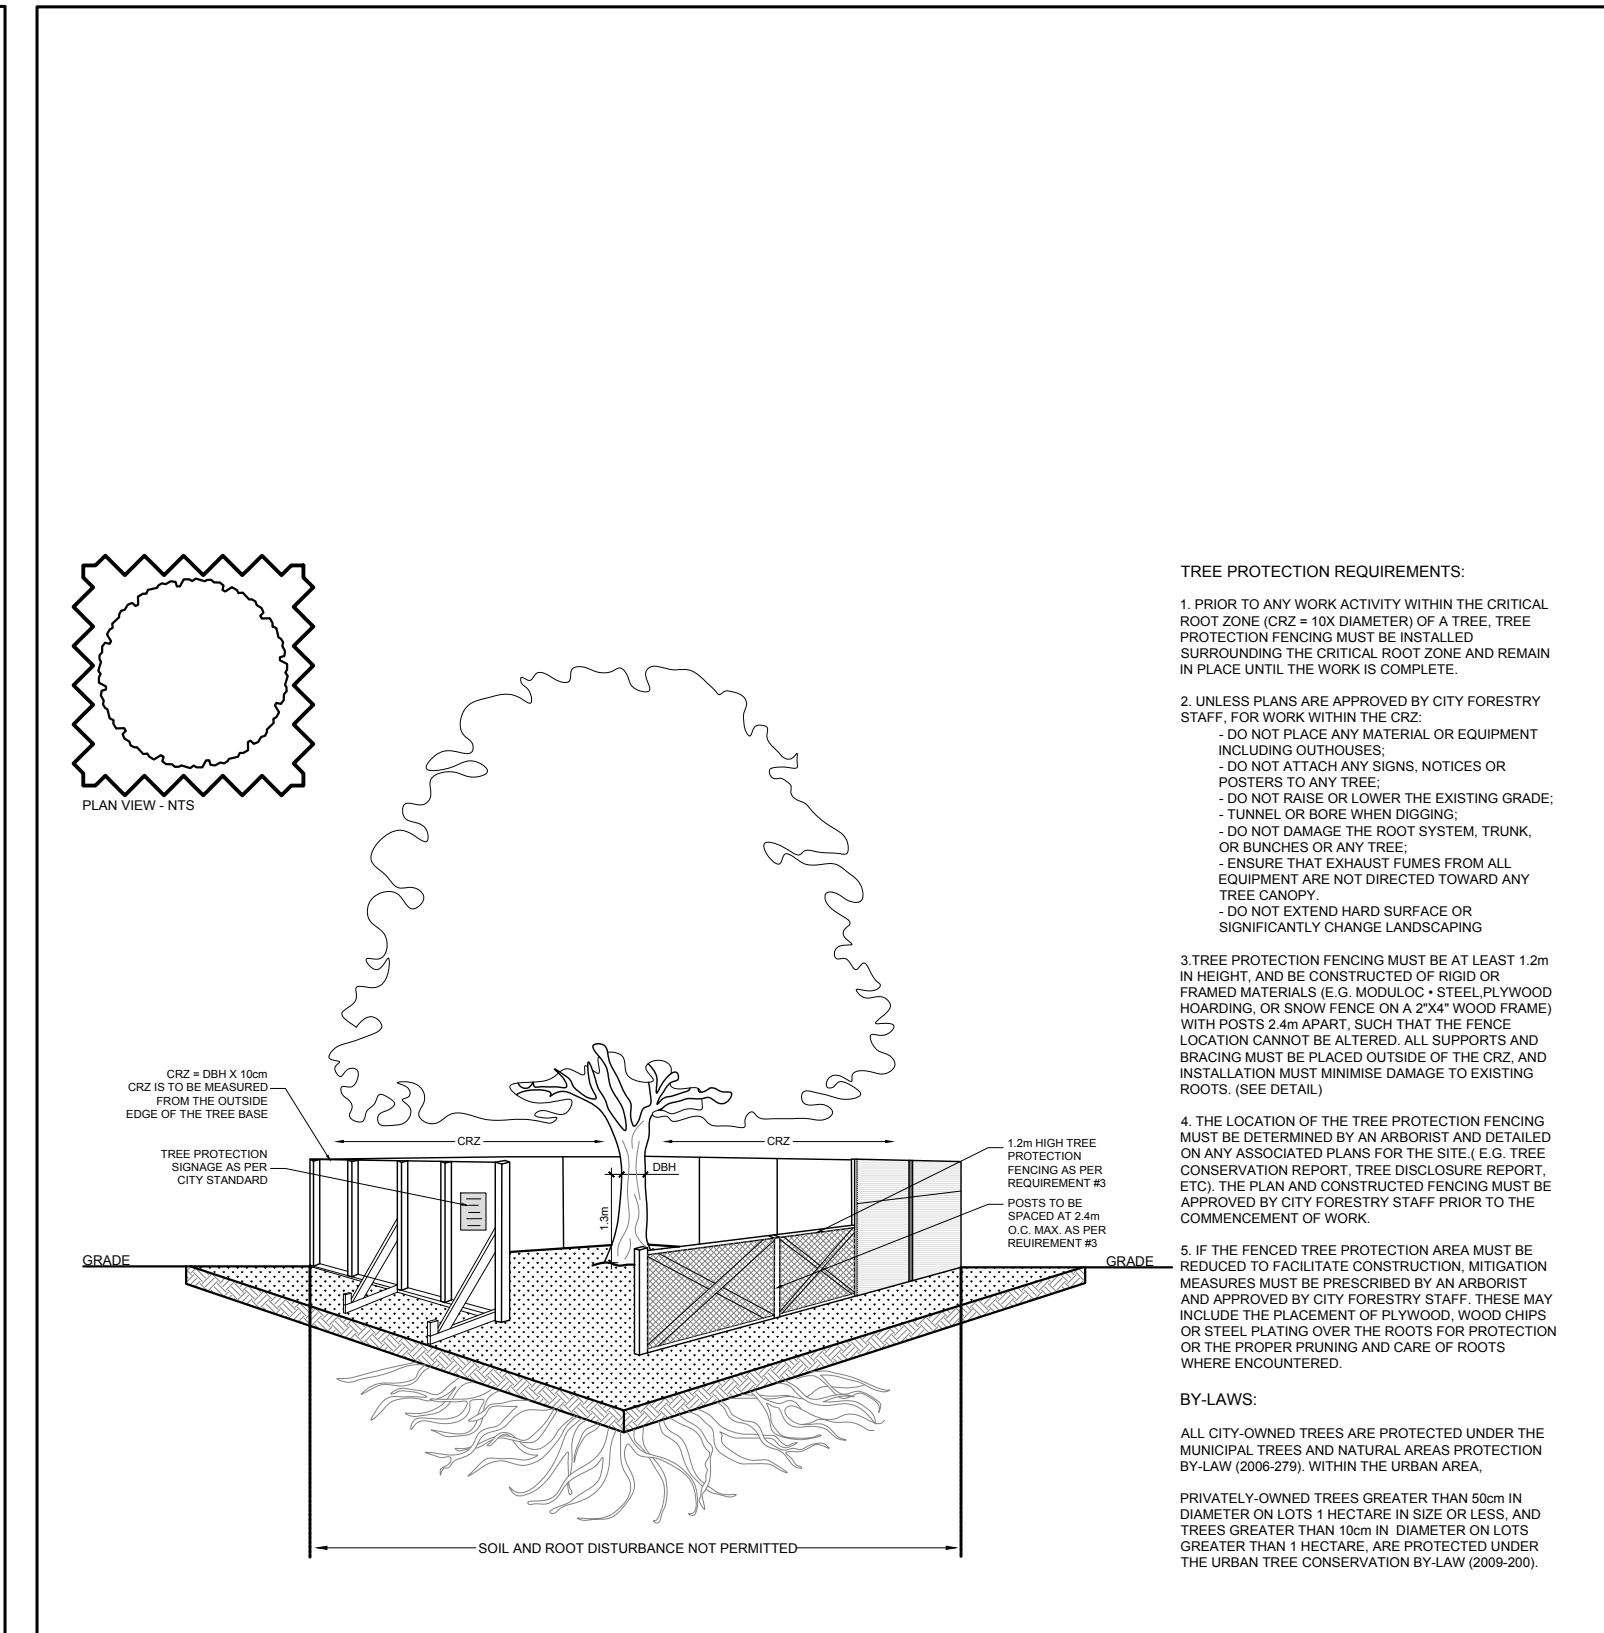 PLAN VIEW - NTS
CRZ = DBH X 10cm
CRZ IS TO BE MEASURED
FROM THE OUTSIDE
EDGE OF THE TREE BASE
TREE PROTECTION
SIGNAGE AS PER
CITY STANDARD
GRADE
CRZ
CRZ
DBH
1.3m
1.2m HIGH TREE
PROTECTION
FENCING AS PER
REQUIREMENT #3
POSTS TO BE
SPACED AT 2.4m
O.C. MAX. AS PER
REUIREMENT #3
GRADE
SOIL AND ROOT DISTURBANCE NOT PERMITTED
TREE PROTECTION REQUIREMENTS:
1. PRIOR TO ANY WORK ACTIVITY WITHIN THE CRITICAL
ROOT ZONE (CRZ = 10X DIAMETER) OF A TREE, TREE
PROTECTION FENCING MUST BE INSTALLED
SURROUNDING THE CRITICAL ROOT ZONE AND REMAIN
IN PLACE UNTIL THE WORK IS COMPLETE.
2. UNLESS PLANS ARE APPROVED BY CITY FORESTRY
STAFF, FOR WORK WITHIN THE CRZ:
- DO NOT PLACE ANY MATERIAL OR EQUIPMENT
INCLUDING OUTHOUSES;
- DO NOT ATTACH ANY SIGNS, NOTICES OR
POSTERS TO ANY TREE;
- DO NOT RAISE OR LOWER THE EXISTING GRADE;
- TUNNEL OR BORE WHEN DIGGING;
- DO NOT DAMAGE THE ROOT SYSTEM, TRUNK,
OR BUNCHES OR ANY TREE;
- ENSURE THAT EXHAUST FUMES FROM ALL
EQUIPMENT ARE NOT DIRECTED TOWARD ANY
TREE CANOPY.
- DO NOT EXTEND HARD SURFACE OR
SIGNIFICANTLY CHANGE LANDSCAPING
3.TREE PROTECTION FENCING MUST BE AT LEAST 1.2m
IN HEIGHT, AND BE CONSTRUCTED OF RIGID OR
FRAMED MATERIALS (E.G. MODULOC • STEEL,PLYWOOD
HOARDING, OR SNOW FENCE ON A 2"X4" WOOD FRAME)
WITH POSTS 2.4m APART, SUCH THAT THE FENCE
LOCATION CANNOT BE ALTERED. ALL SUPPORTS AND
BRACING MUST BE PLACED OUTSIDE OF THE CRZ, AND
INSTALLATION MUST MINIMISE DAMAGE TO EXISTING
ROOTS. (SEE DETAIL)
4. THE LOCATION OF THE TREE PROTECTION FENCING
MUST BE DETERMINED BY AN ARBORIST AND DETAILED
ON ANY ASSOCIATED PLANS FOR THE SITE.( E.G. TREE
CONSERVATION REPORT, TREE DISCLOSURE REPORT,
ETC). THE PLAN AND CONSTRUCTED FENCING MUST BE
APPROVED BY CITY FORESTRY STAFF PRIOR TO THE
COMMENCEMENT OF WORK.
5. IF THE FENCED TREE PROTECTION AREA MUST BE
REDUCED TO FACILITATE CONSTRUCTION, MITIGATION
MEASURES MUST BE PRESCRIBED BY AN ARBORIST
AND APPROVED BY CITY FORESTRY STAFF. THESE MAY
INCLUDE THE PLACEMENT OF PLYWOOD, WOOD CHIPS
OR STEEL PLATING OVER THE ROOTS FOR PROTECTION
OR THE PROPER PRUNING AND CARE OF ROOTS
WHERE ENCOUNTERED.
BY-LAWS:
ALL CITY-OWNED TREES ARE PROTECTED UNDER THE
MUNICIPAL TREES AND NATURAL AREAS PROTECTION
BY-LAW (2006-279). WITHIN THE URBAN AREA,
PRIVATELY-OWNED TREES GREATER THAN 50cm IN
DIAMETER ON LOTS 1 HECTARE IN SIZE OR LESS, AND
TREES GREATER THAN 10cm IN DIAMETER ON LOTS
GREATER THAN 1 HECTARE, ARE PROTECTED UNDER
THE URBAN TREE CONSERVATION BY-LAW (2009-200).